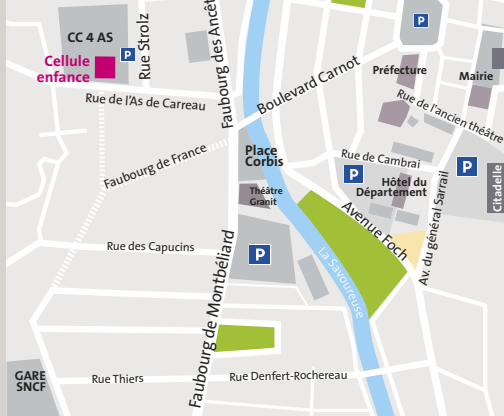 P
CC 4 AS
P
Rue Strolz
Faubourg des Ancêt
Cellule
enfance
Préfecture
Mairie
Boulevard Carnot
Rue de l'As de Carreau
Rue de l'ancien théâtre
Faubourg de France
Place
Corbis
Rue de Cambrai
P
P
Citadelle
Théâtre
Granit
Hôtel du
Département
Avenue Foch
Av. du général Sarrail
Rue des Capucins
P
La Savoureuse
Faubourg de Montbéliard
GARE
SNCF
Rue Thiers
Rue Denfert-Rochereau